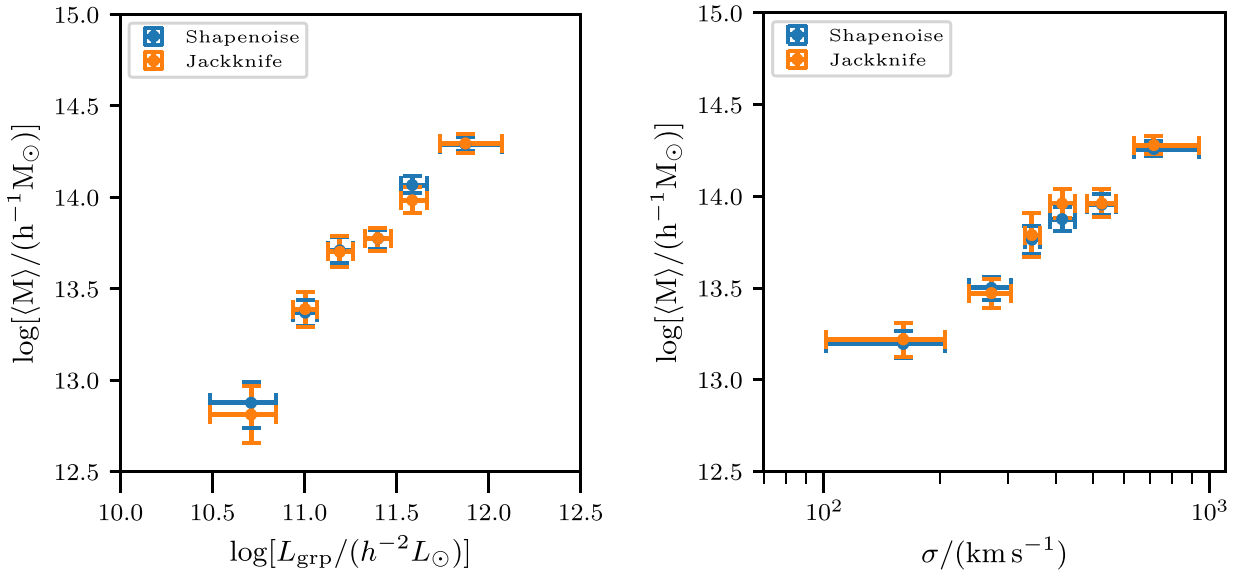 15.0
14.5
14.0
13.5
13.0
12.5
log[⟨M⟩/(h⁻¹M⊙)]
Shapenoise
Jackknife
10.0 10.5 11.0 11.5 12.0 12.5
log[L_grp/(h⁻²L⊙)]
15.0
14.5
14.0
13.5
13.0
12.5
log[⟨M⟩/(h⁻¹M⊙)]
Shapenoise
Jackknife
10² 10³
σ/(km s⁻¹)